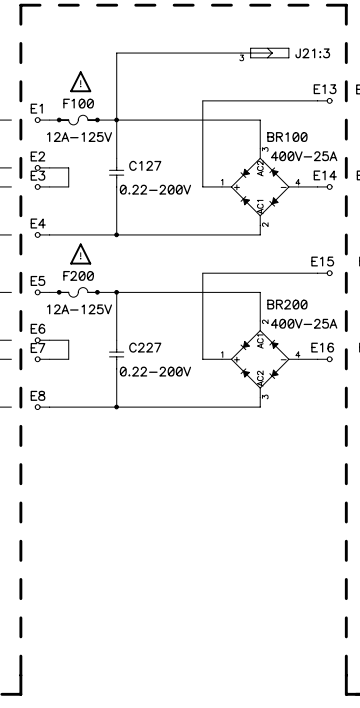 3 J21:3
E13
E1 F100
12A-125V
BR100
400V-25A
3
AC2
E2
E3
C127
0.22-200V
1 + - 4 E14
AC1
2
E4
E15
E5 F200
12A-125V
BR200
400V-25A
2
AC1
E6
E7
C227
0.22-200V
1 + - 4 E16
AC2
3
E8